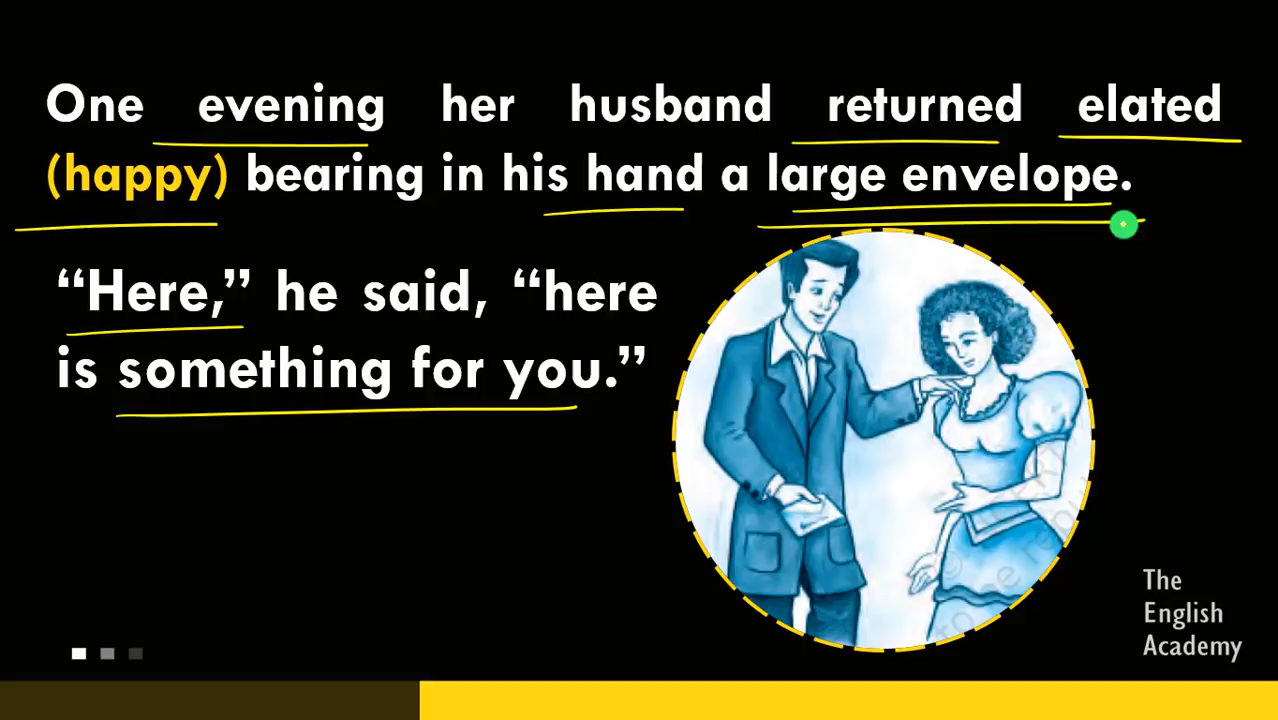 One evening her husband returned elated
(happy) bearing in his hand a large envelope.
“Here,” he said, “here
is something for you.”
The
English
Academy